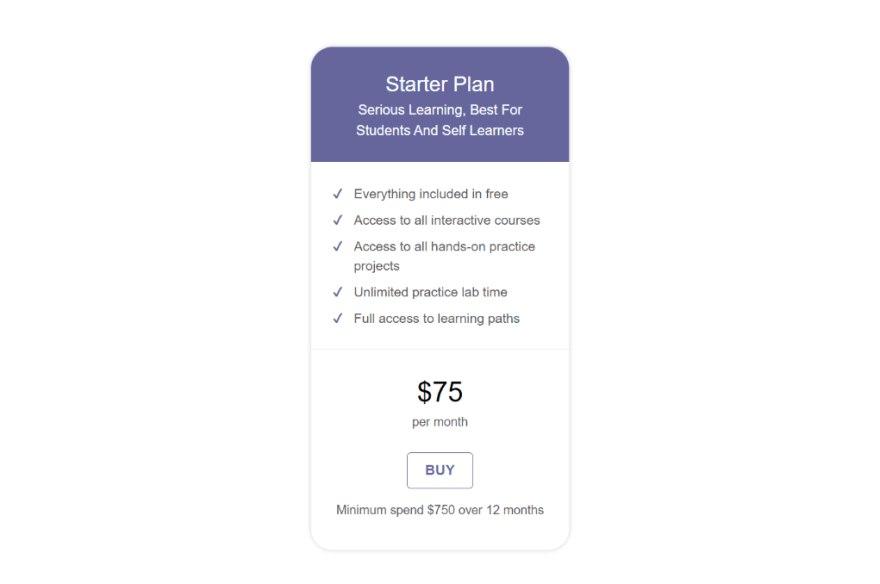 Starter Plan
Serious Learning, Best For
Students And Self Learners
✓ Everything included in free
✓ Access to all interactive courses
✓ Access to all hands-on practice
projects
✓ Unlimited practice lab time
✓ Full access to learning paths
$75
per month
BUY
Minimum spend $750 over 12 months